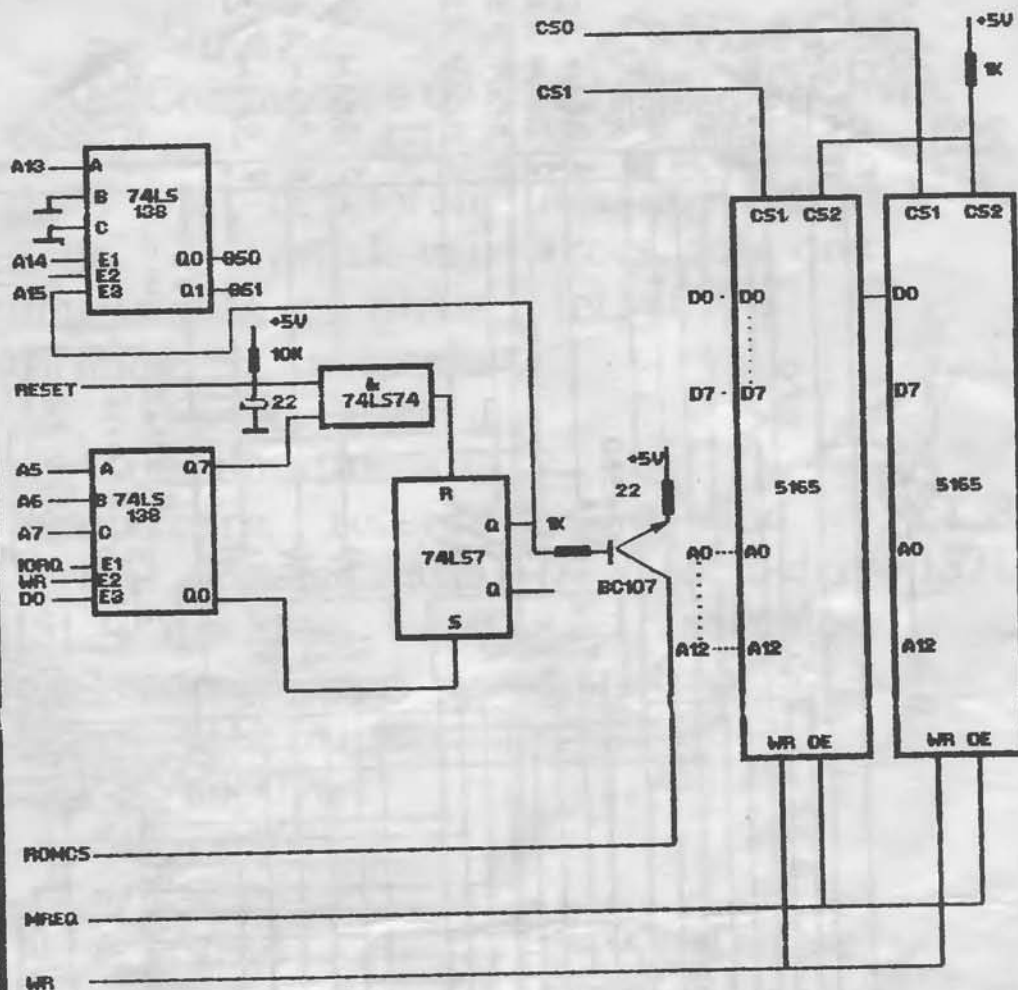 CS0
+5V
1K
CS1
A13
A
B
74LS
138
C
A14
E1
Q0
E2
A15
E3
Q1
CS1 CS2
CS1 CS2
+5V
10K
RESET
22
&
74LS74
D0
D0
D0
D7
D7
D7
A5
A
Q7
A6
B
74LS
138
A7
C
IORQ
E1
WR
E2
D0
E3
Q0
R
Q
74LS7
Q
S
1K
+5V
22
BC107
5165
5165
A0
A0
A0
A12
A12
A12
WR OE
WR OE
ROMCS
MREQ
WR